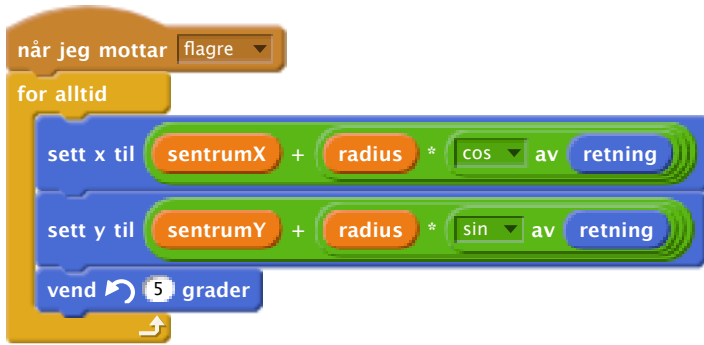 når jeg mottar flagre
for alltid
sett x til sentrumX + radius * cos av retning
sett y til sentrumY + radius * sin av retning
vend 5 grader